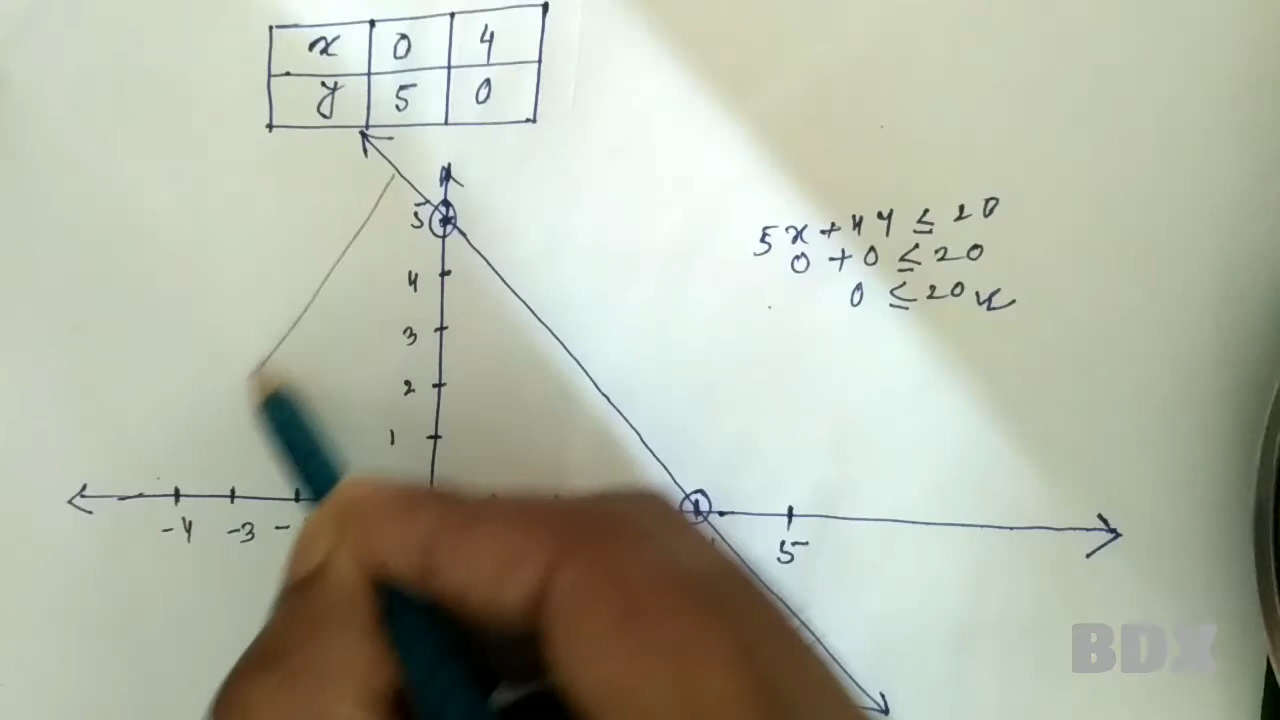 x 0 4
y 5 0
5
4
3
2
1
-4 -3 -
5
5x + 4y ≤ 20
0 + 0 ≤ 20
0 ≤ 20
BDX